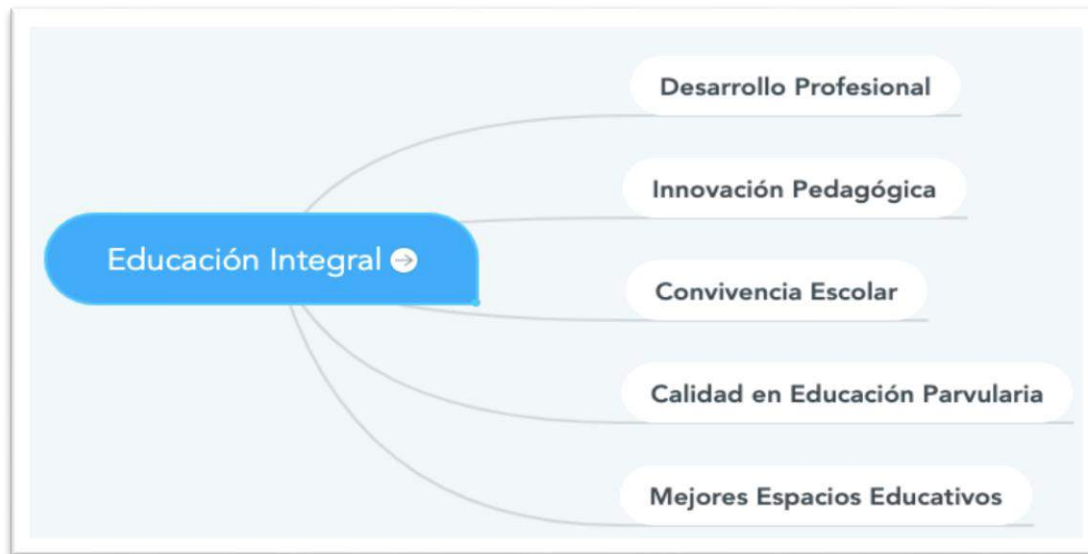 Desarrollo Profesional
Innovación Pedagógica
Educación Integral
Convivencia Escolar
Calidad en Educación Parvularia
Mejores Espacios Educativos